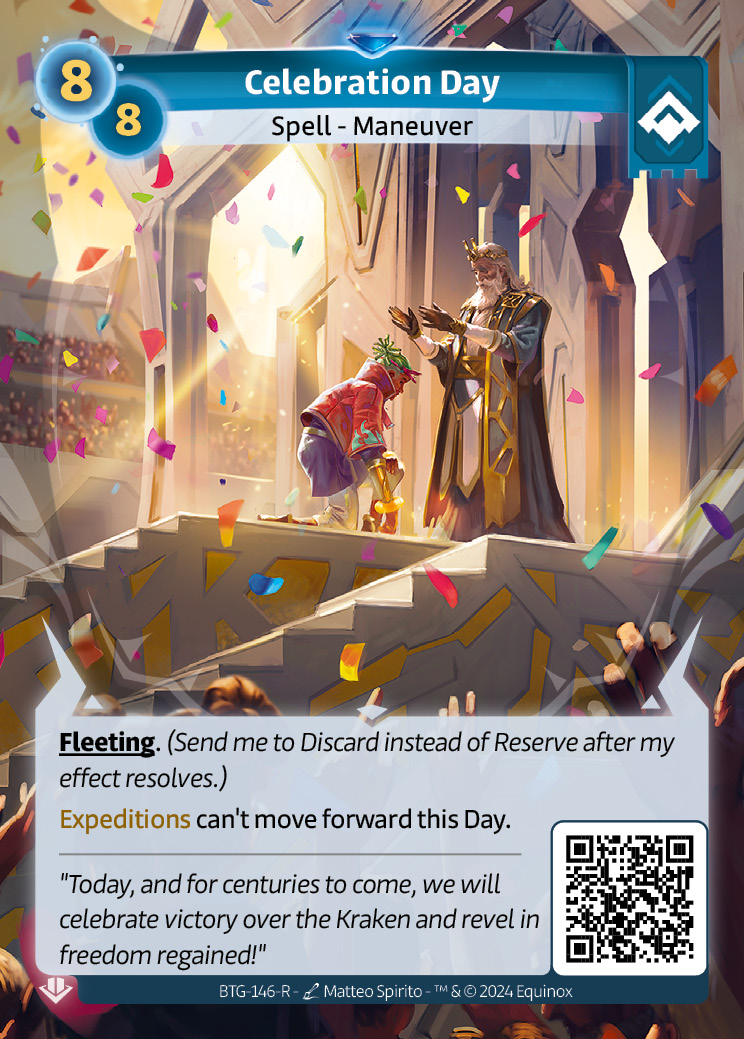 8
8
Celebration Day
Spell - Maneuver
Fleeting. (Send me to Discard instead of Reserve after my
effect resolves.)
Expeditions can't move forward this Day.
"Today, and for centuries to come, we will
celebrate victory over the Kraken and revel in
freedom regained!"
BTG-146-R - Matteo Spirito - ™ & © 2024 Equinox